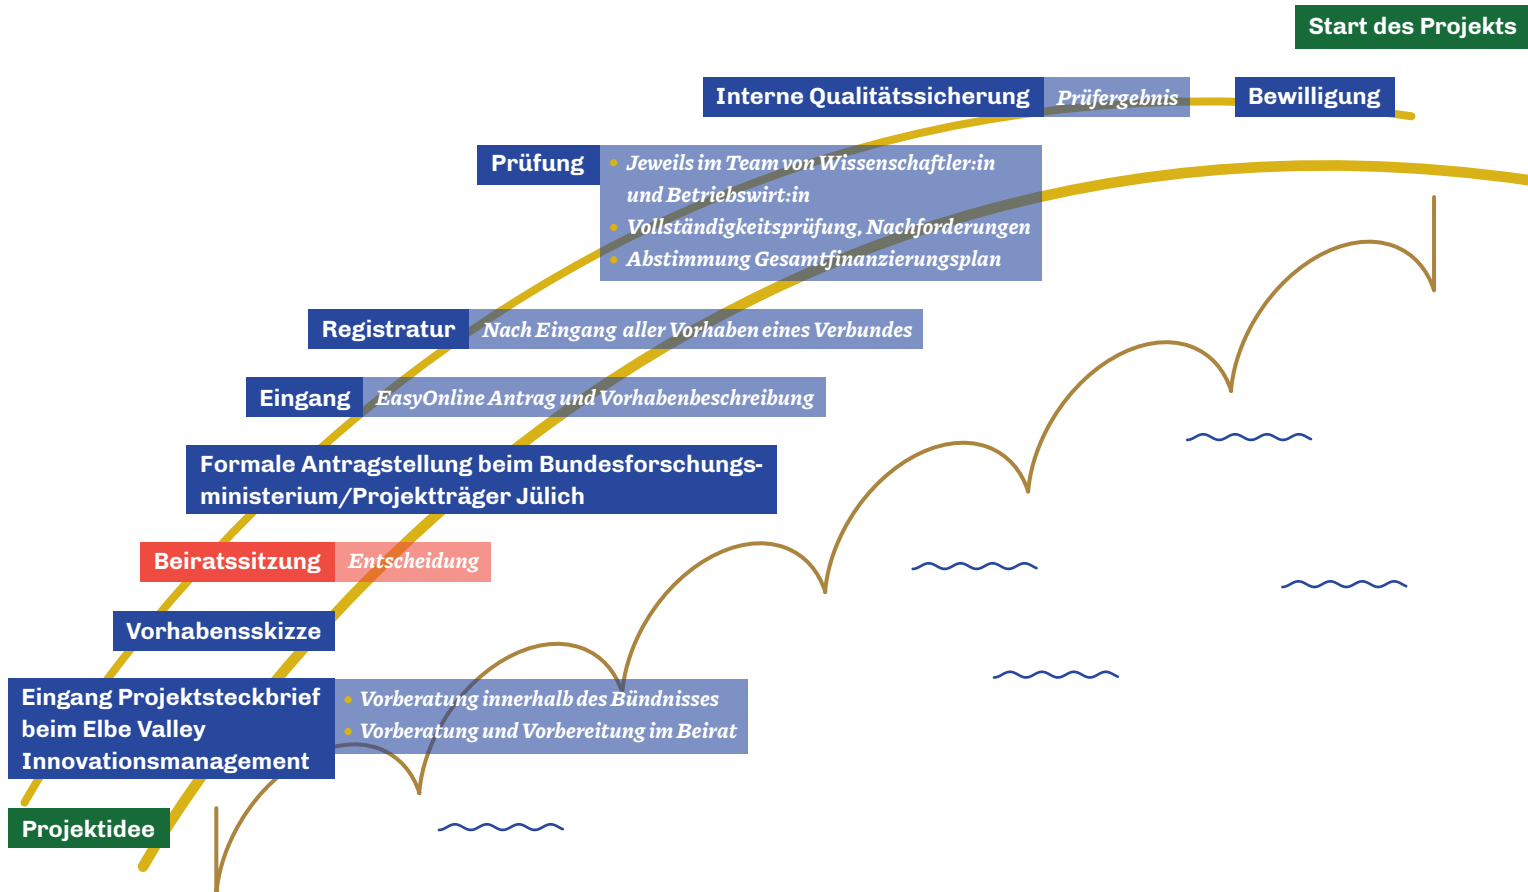 Start des Projekts
Interne Qualitätssicherung Prüfergebnis
Bewilligung
Prüfung
• Jeweils im Team von Wissenschaftler:in
und Betriebswirt:in
• Vollständigkeitsprüfung, Nachforderungen
• Abstimmung Gesamtfinanzierungsplan
Registratur Nach Eingang aller Vorhaben eines Verbundes
Eingang EasyOnline Antrag und Vorhabenbeschreibung
Formale Antragstellung beim Bundesforschungs-
ministerium/Projektträger Jülich
Beiratssitzung Entscheidung
Vorhabensskizze
Eingang Projektsteckbrief
beim Elbe Valley
Innovationsmanagement
• Vorberatung innerhalb des Bündnisses
• Vorberatung und Vorbereitung im Beirat
Projektidee